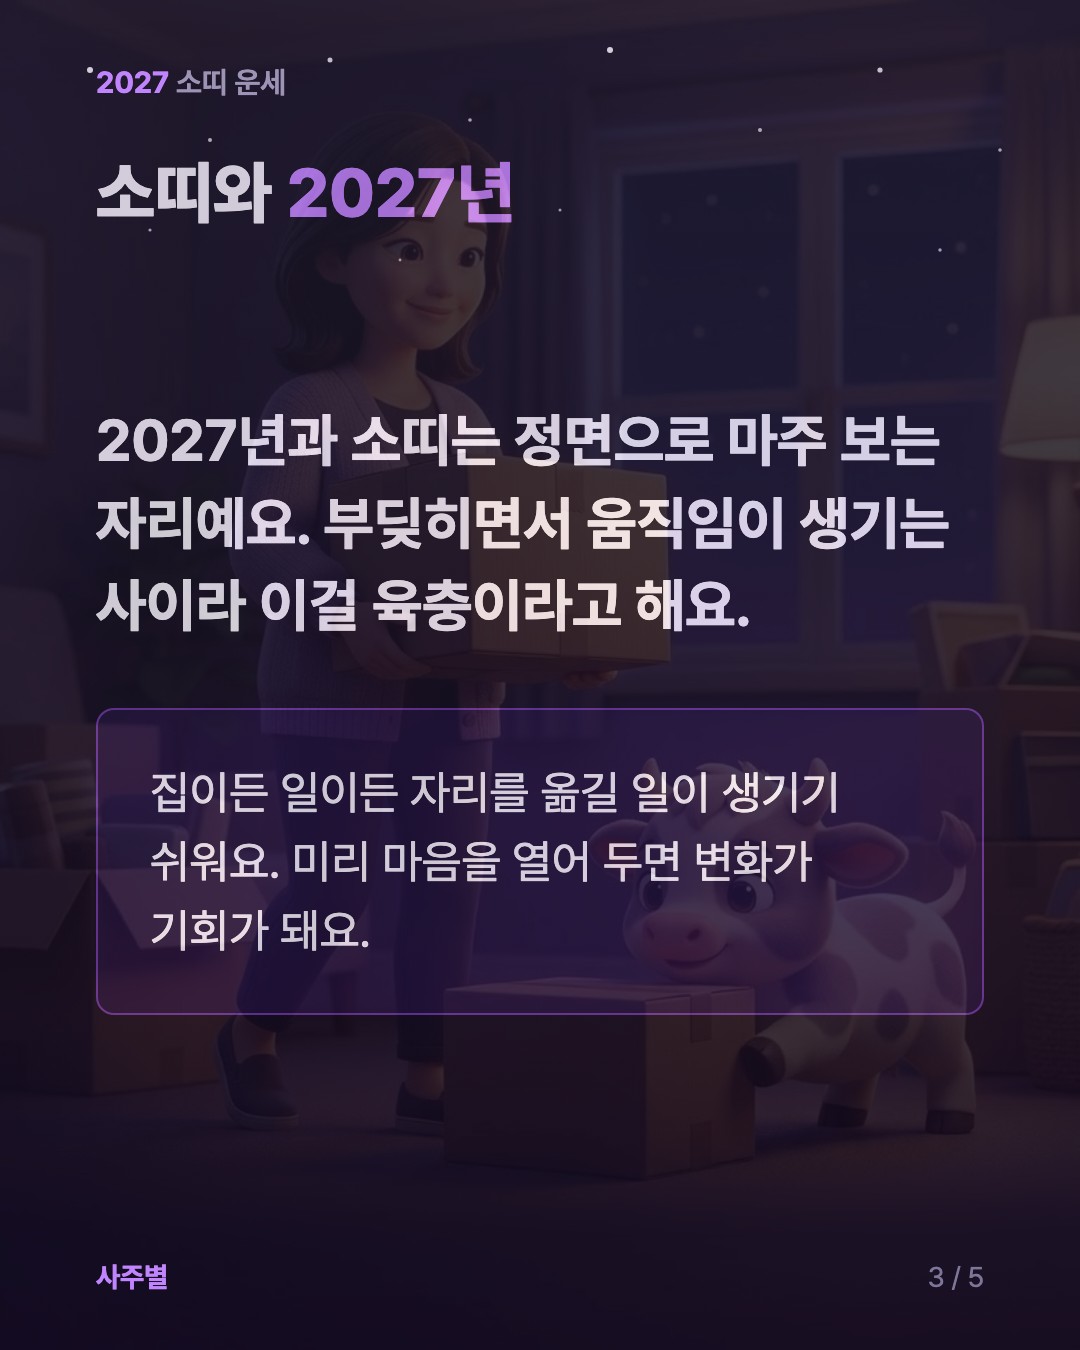 2027 소띠 운세
소띠와 2027년
2027년과 소띠는 정면으로 마주 보는
자리예요. 부딪히면서 움직임이 생기는
사이라 이걸 육충이라고 해요.
집이든 일이든 자리를 옮길 일이 생기기
쉬워요. 미리 마음을 열어 두면 변화가
기회가 돼요.
사주별
3 / 5